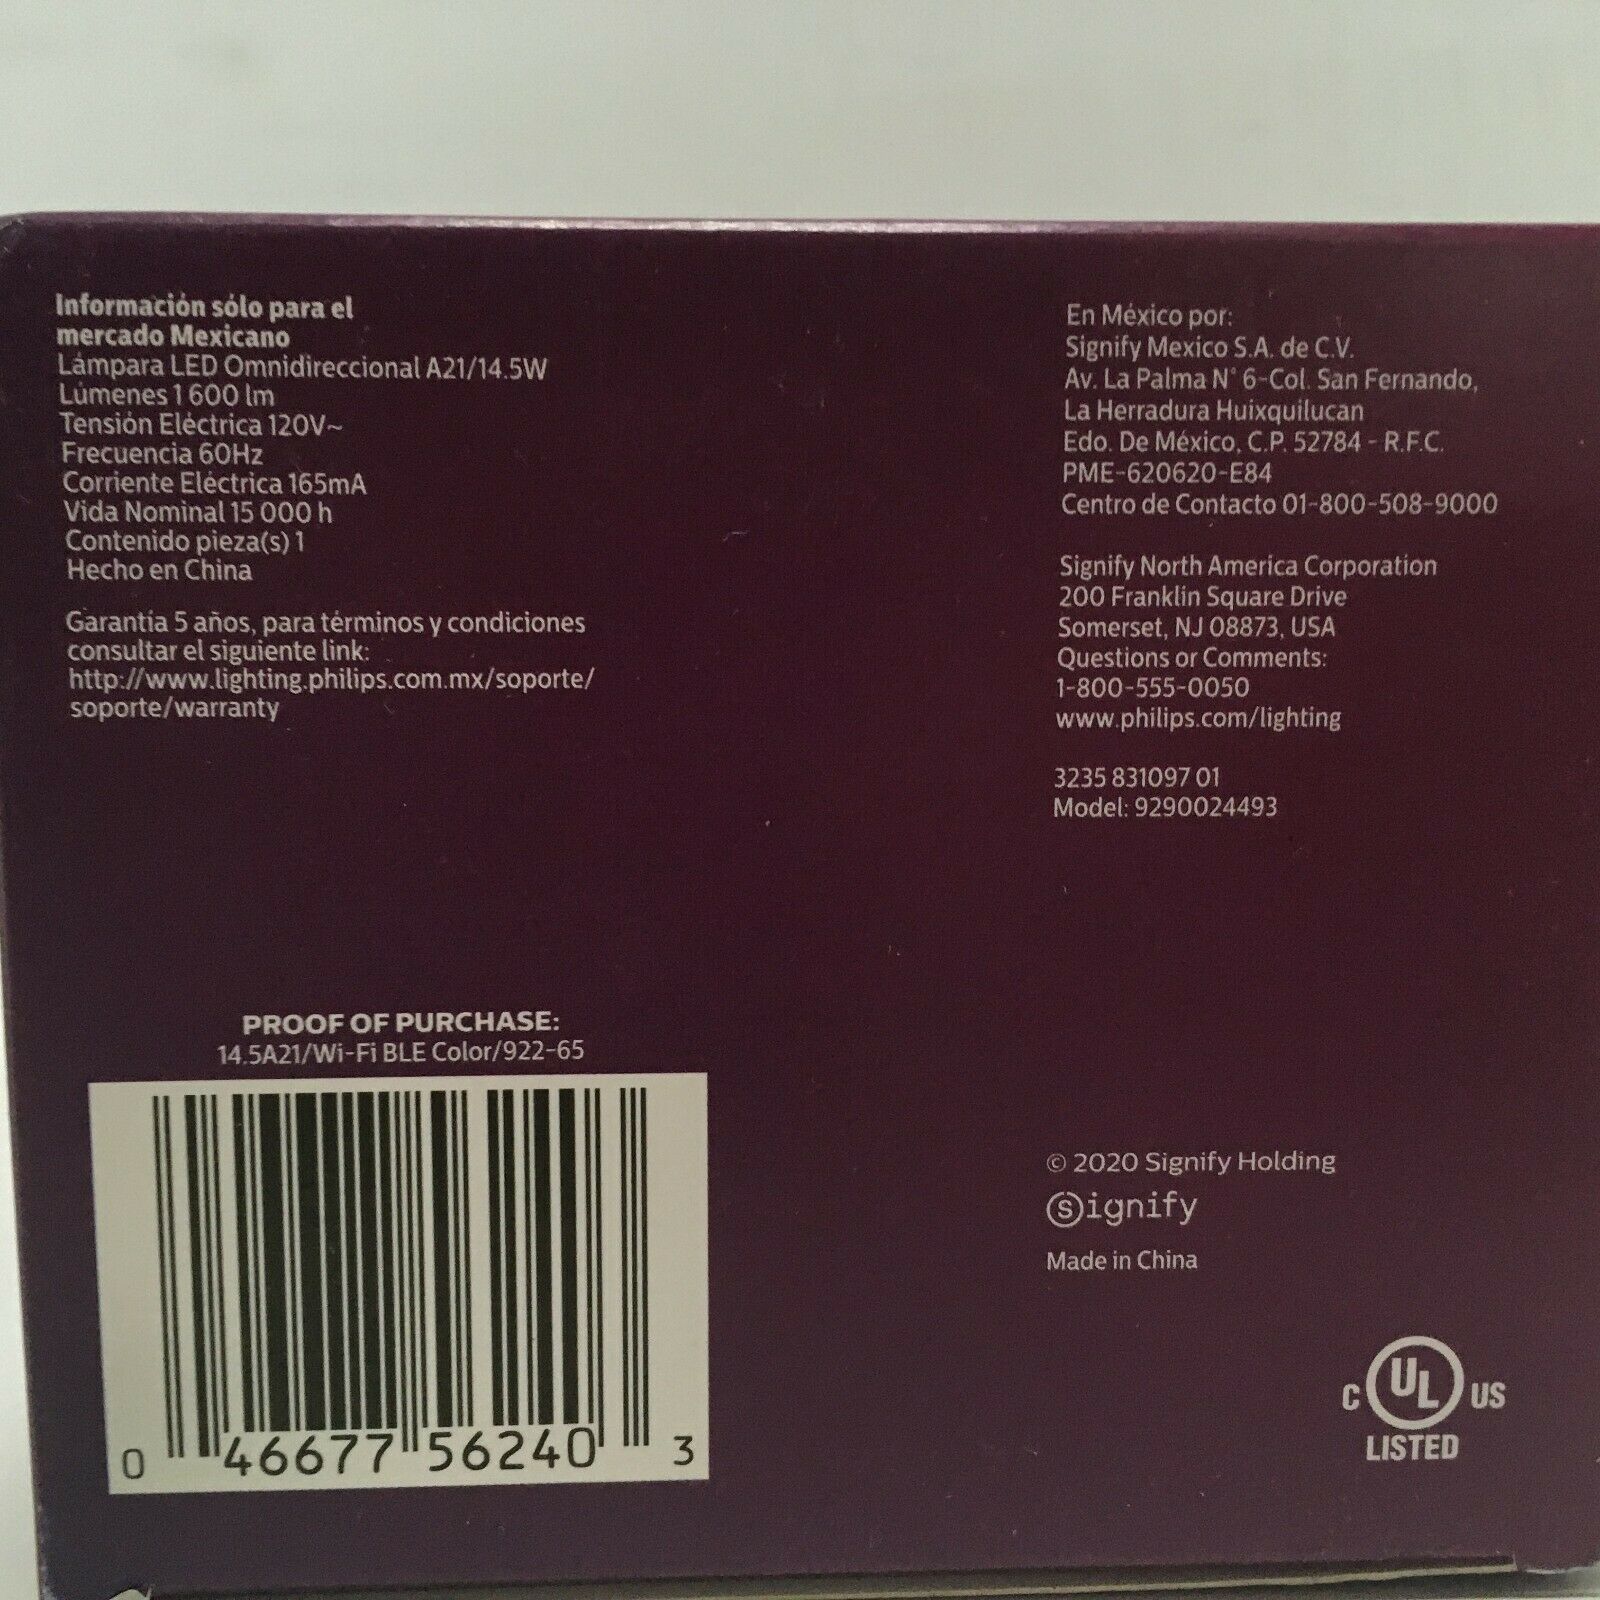 Información sólo para el
mercado Mexicano
Lámpara LED Omnidireccional A21/14.5W
Lúmenes 1 600 lm
Tensión Eléctrica 120V~
Frecuencia 60Hz
Corriente Eléctrica 165mA
Vida Nominal 15 000 h
Contenido pieza(s) 1
Hecho en China
Garantía 5 años, para términos y condiciones
consultar el siguiente link:
http://www.lighting.philips.com.mx/soporte/
soporte/warranty
PROOF OF PURCHASE:
14.5A21/Wi-Fi BLE Color/922-65
0 46677 56240 3
En México por:
Signify Mexico S.A. de C.V.
Av. La Palma N° 6-Col. San Fernando,
La Herradura Huixquilucan
Edo. De México, C.P. 52784 - R.F.C.
PME-620620-E84
Centro de Contacto 01-800-508-9000
Signify North America Corporation
200 Franklin Square Drive
Somerset, NJ 08873, USA
Questions or Comments:
1-800-555-0050
www.philips.com/lighting
3235 831097 01
Model: 9290024493
© 2020 Signify Holding
Signify
Made in China
C UL US
LISTED